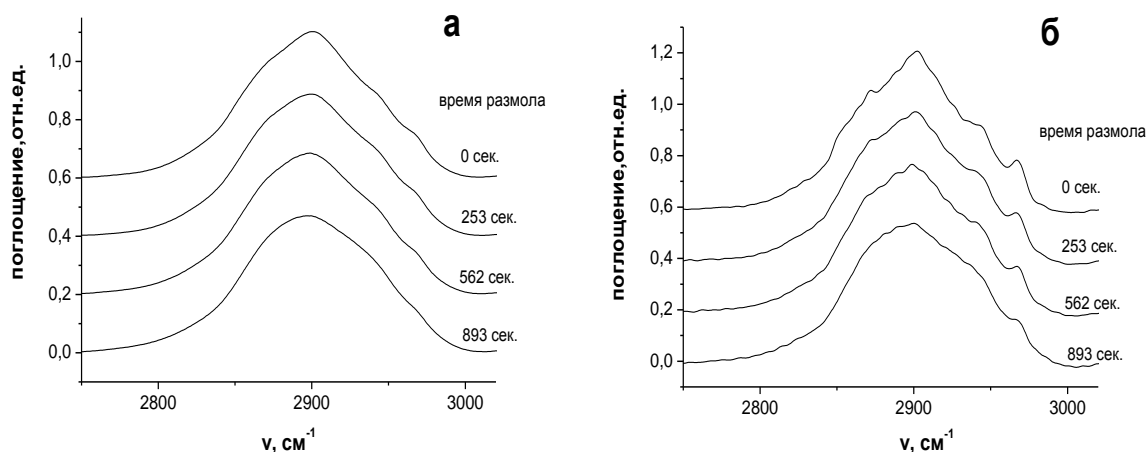 а
поглощение,отн.ед.
1,0
0,8
0,6
0,4
0,2
0,0
время размола
0 сек.
253 сек.
562 сек.
893 сек.
2800
2900
3000
ν, см-1
б
поглощение,отн.ед.
1,2
1,0
0,8
0,6
0,4
0,2
0,0
время размола
0 сек.
253 сек.
562 сек.
893 сек.
2800
2900
3000
ν, см-1